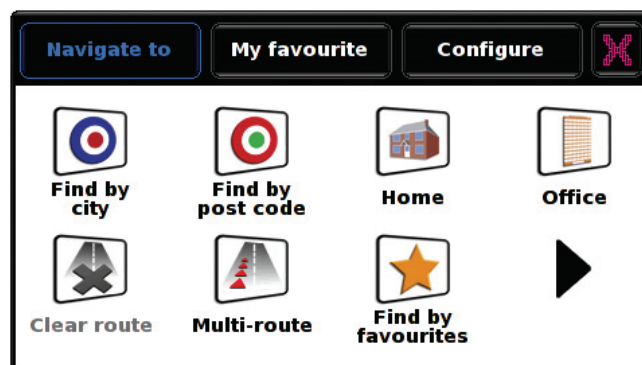 Navigate to
My favourite
Configure
Find by
city
Find by
post code
Home
Office
Clear route
Multi-route
Find by
favourites